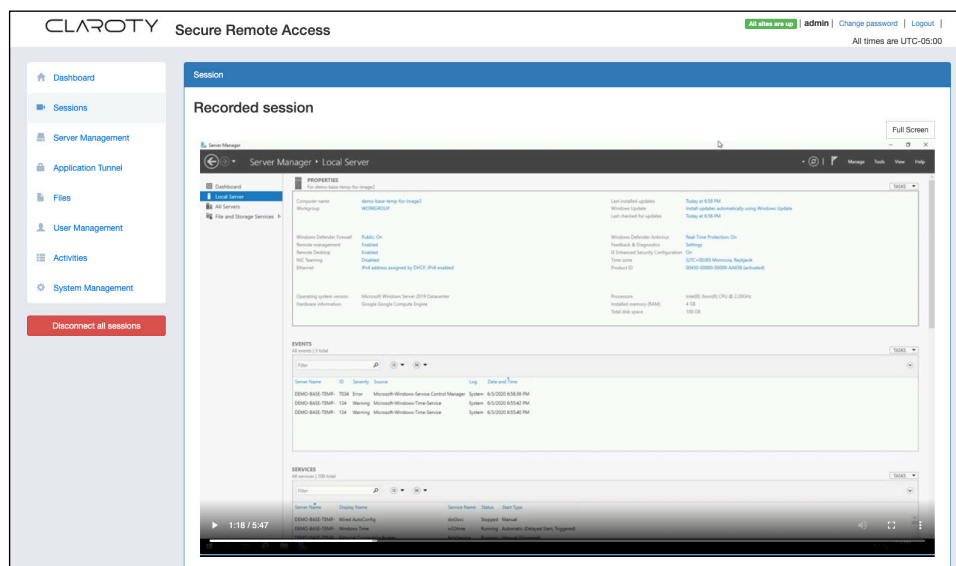 CLAROTY Secure Remote Access
All sites are up | admin | Change password | Logout |
All times are UTC-05:00
Dashboard
Sessions
Server Management
Application Tunnel
Files
User Management
Activities
System Management
Disconnect all sessions
Session
Recorded session
Full Screen
Server Manager
Server Manager • Local Server
Manage Tools View Help
Dashboard
Local Server
All Servers
File and Storage Services
PROPERTIES
For demo-base-temp-for-image2
TASKS
Computer name demo-base-temp-for-image2
Workgroup WORKGROUP
Last installed updates Today at 6:58 PM
Windows Update Install updates automatically using Windows Update
Last checked for updates Today at 6:56 PM
Windows Defender Firewall Public: On
Remote management Enabled
Remote Desktop Enabled
NIC Teaming Disabled
Ethernet IPv4 address assigned by DHCP, IPv6 enabled
Windows Defender Antivirus Real-Time Protection: On
Feedback & Diagnostics Settings
IE Enhanced Security Configuration On
Time zone (UTC+00:00) Monrovia, Reykjavik
Product ID 00430-00000-00000-AA838 (activated)
Operating system version Microsoft Windows Server 2019 Datacenter
Hardware information Google Google Compute Engine
Processors Intel(R) Xeon(R) CPU @ 2.00GHz
Installed memory (RAM) 4 GB
Total disk space 100 GB
EVENTS
All events | 3 total
TASKS
Filter
Server Name ID Severity Source Log Date and Time
DEMO-BASE-TEMP- 7034 Error Microsoft-Windows-Service Control Manager System 6/3/2020 6:58:38 PM
DEMO-BASE-TEMP- 134 Warning Microsoft-Windows-Time-Service System 6/3/2020 6:55:42 PM
DEMO-BASE-TEMP- 134 Warning Microsoft-Windows-Time-Service System 6/3/2020 6:55:40 PM
SERVICES
TASKS
Filter
Server Name Display Name Service Name Status Start Type
DEMO-BASE-TEMP- Wired AutoConfig dot3svc Stopped Manual
DEMO-BASE-TEMP- Windows Time w32time Running Automatic (Delayed Start, Triggered)
1:18 / 5:47